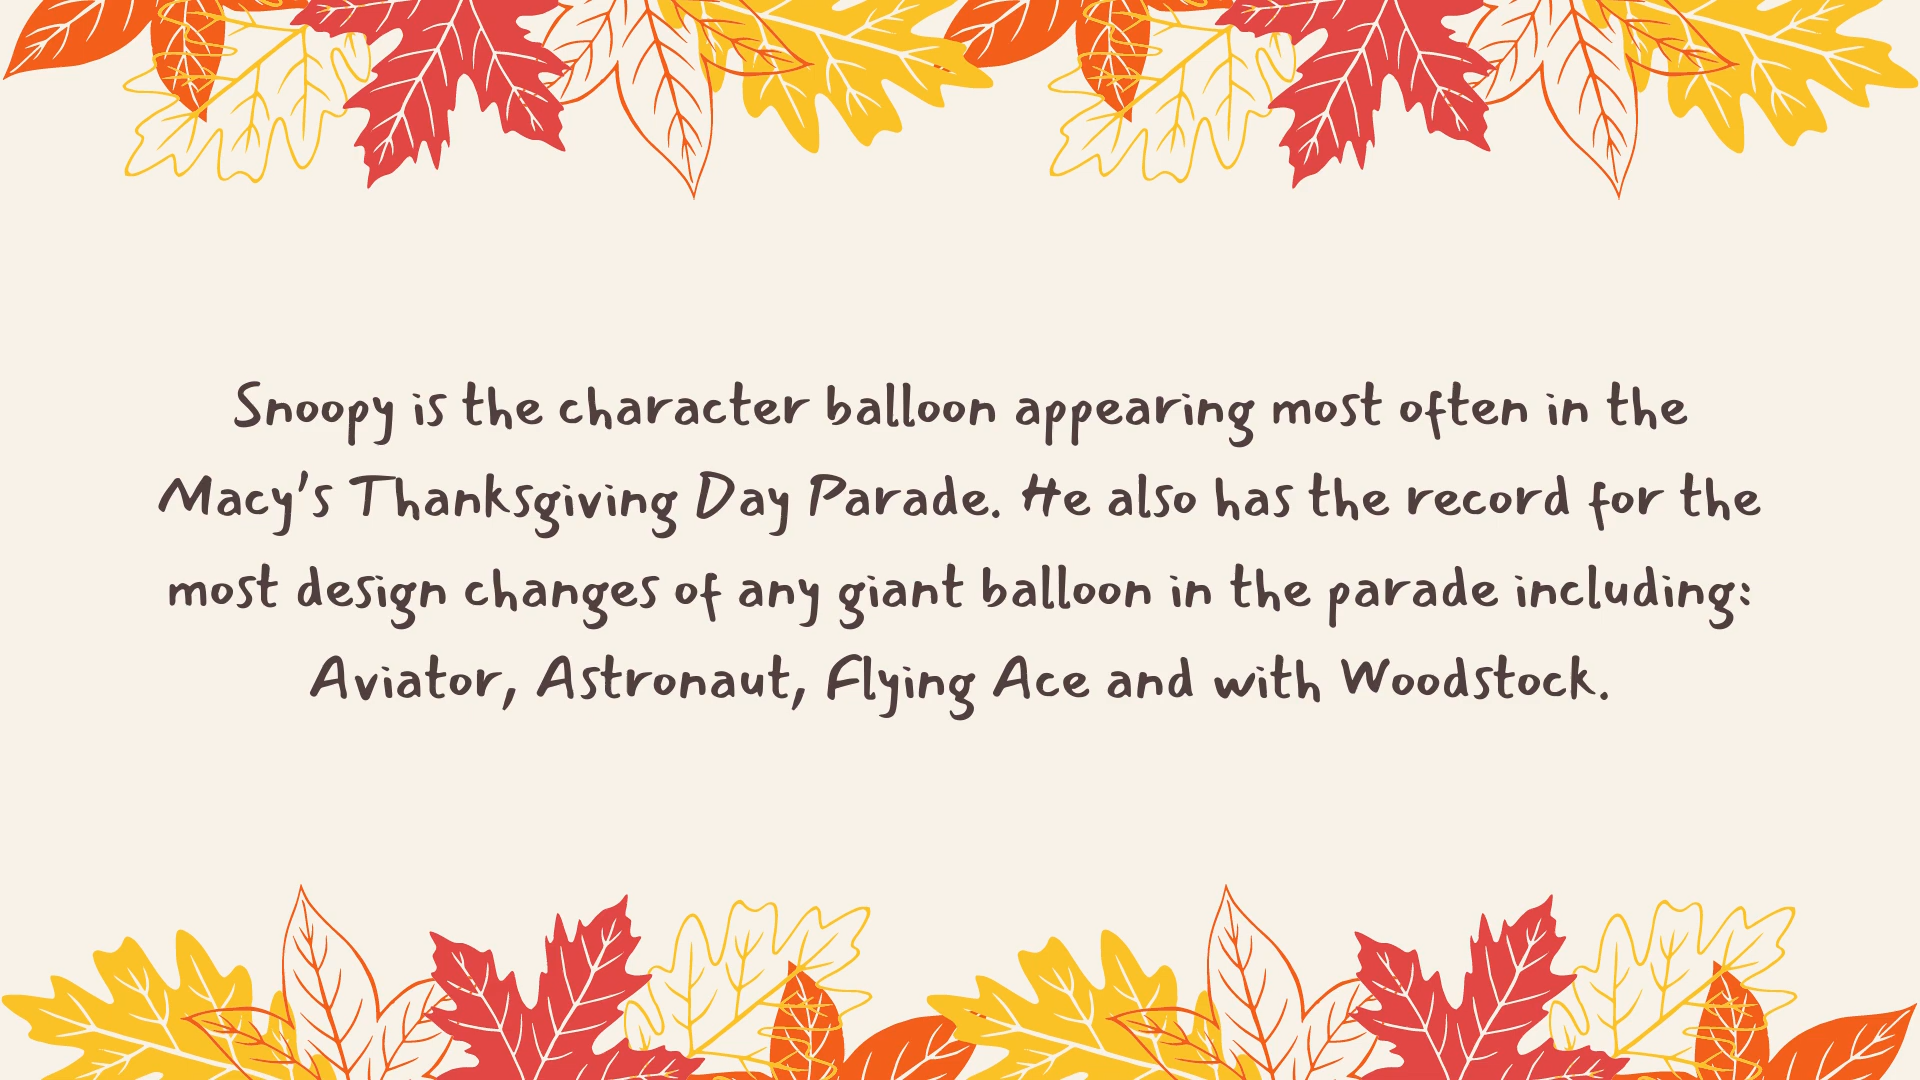 Snoopy is the character balloon appearing most often in the
Macy's Thanksgiving Day Parade. He also has the record for the
most design changes of any giant balloon in the parade including:
Aviator, Astronaut, Flying Ace and with Woodstock.